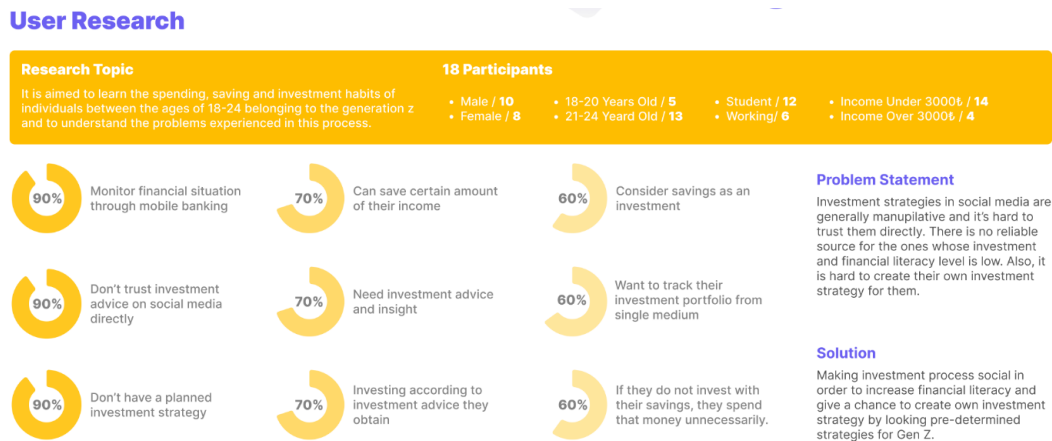 User Research
Research Topic
It is aimed to learn the spending, saving and investment habits of
individuals between the ages of 18-24 belonging to the generation z
and to understand the problems experienced in this process.
18 Participants
• Male / 10
• Female / 8
• 18-20 Years Old / 5
• 21-24 Yeard Old / 13
• Student / 12
• Working/ 6
• Income Under 3000₺ / 14
• Income Over 3000₺ / 4
90%
Monitor financial situation
through mobile banking
70%
Can save certain amount
of their income
60%
Consider savings as an
investment
90%
Don't trust investment
advice on social media
directly
70%
Need investment advice
and insight
60%
Want to track their
investment portfolio from
single medium
90%
Don't have a planned
investment strategy
70%
Investing according to
investment advice they
obtain
60%
If they do not invest with
their savings, they spend
that money unnecessarily.
Problem Statement
Investment strategies in social media are
generally manupilative and it's hard to
trust them directly. There is no reliable
source for the ones whose investment
and financial literacy level is low. Also, it
is hard to create their own investment
strategy for them.
Solution
Making investment process social in
order to increase financial literacy and
give a chance to create own investment
strategy by looking pre-determined
strategies for Gen Z.